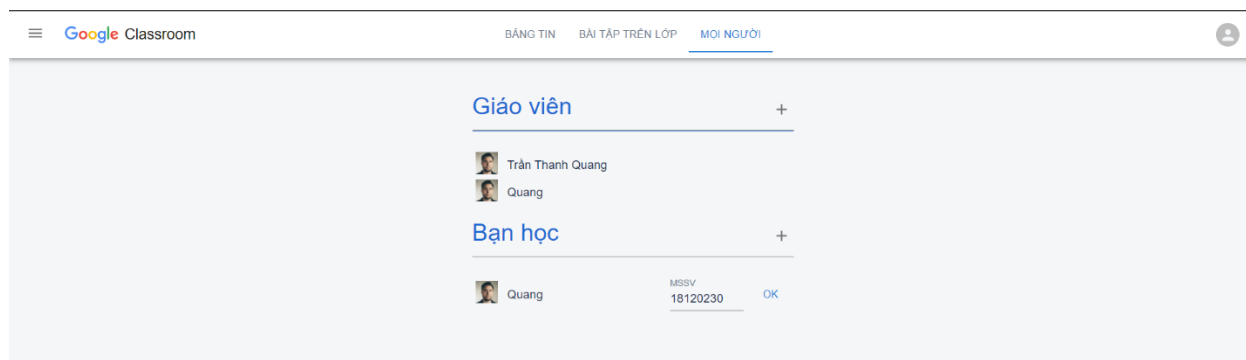 Google Classroom
BẢNG TIN BÀI TẬP TRÊN LỚP MỌI NGƯỜI
Giáo viên
Trần Thanh Quang
Quang
Bạn học
Quang
MSSV
18120230
OK